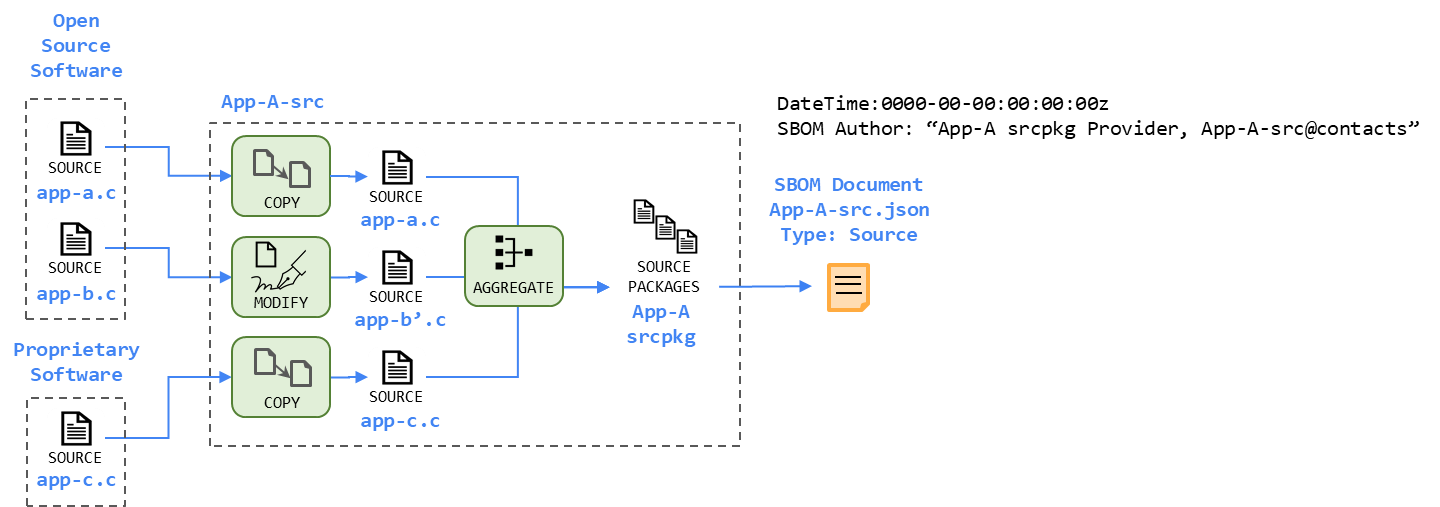 Open
Source
Software
SOURCE
app-a.c
SOURCE
app-b.c
Proprietary
Software
SOURCE
app-c.c
App-A-src
COPY
SOURCE
app-a.c
MODIFY
SOURCE
app-b’.c
COPY
SOURCE
app-c.c
AGGREGATE
SOURCE
PACKAGES
App-A
srcpkg
DateTime:0000-00-00:00:00:00z
SBOM Author: “App-A srcpkg Provider, App-A-src@contacts”
SBOM Document
App-A-src.json
Type: Source